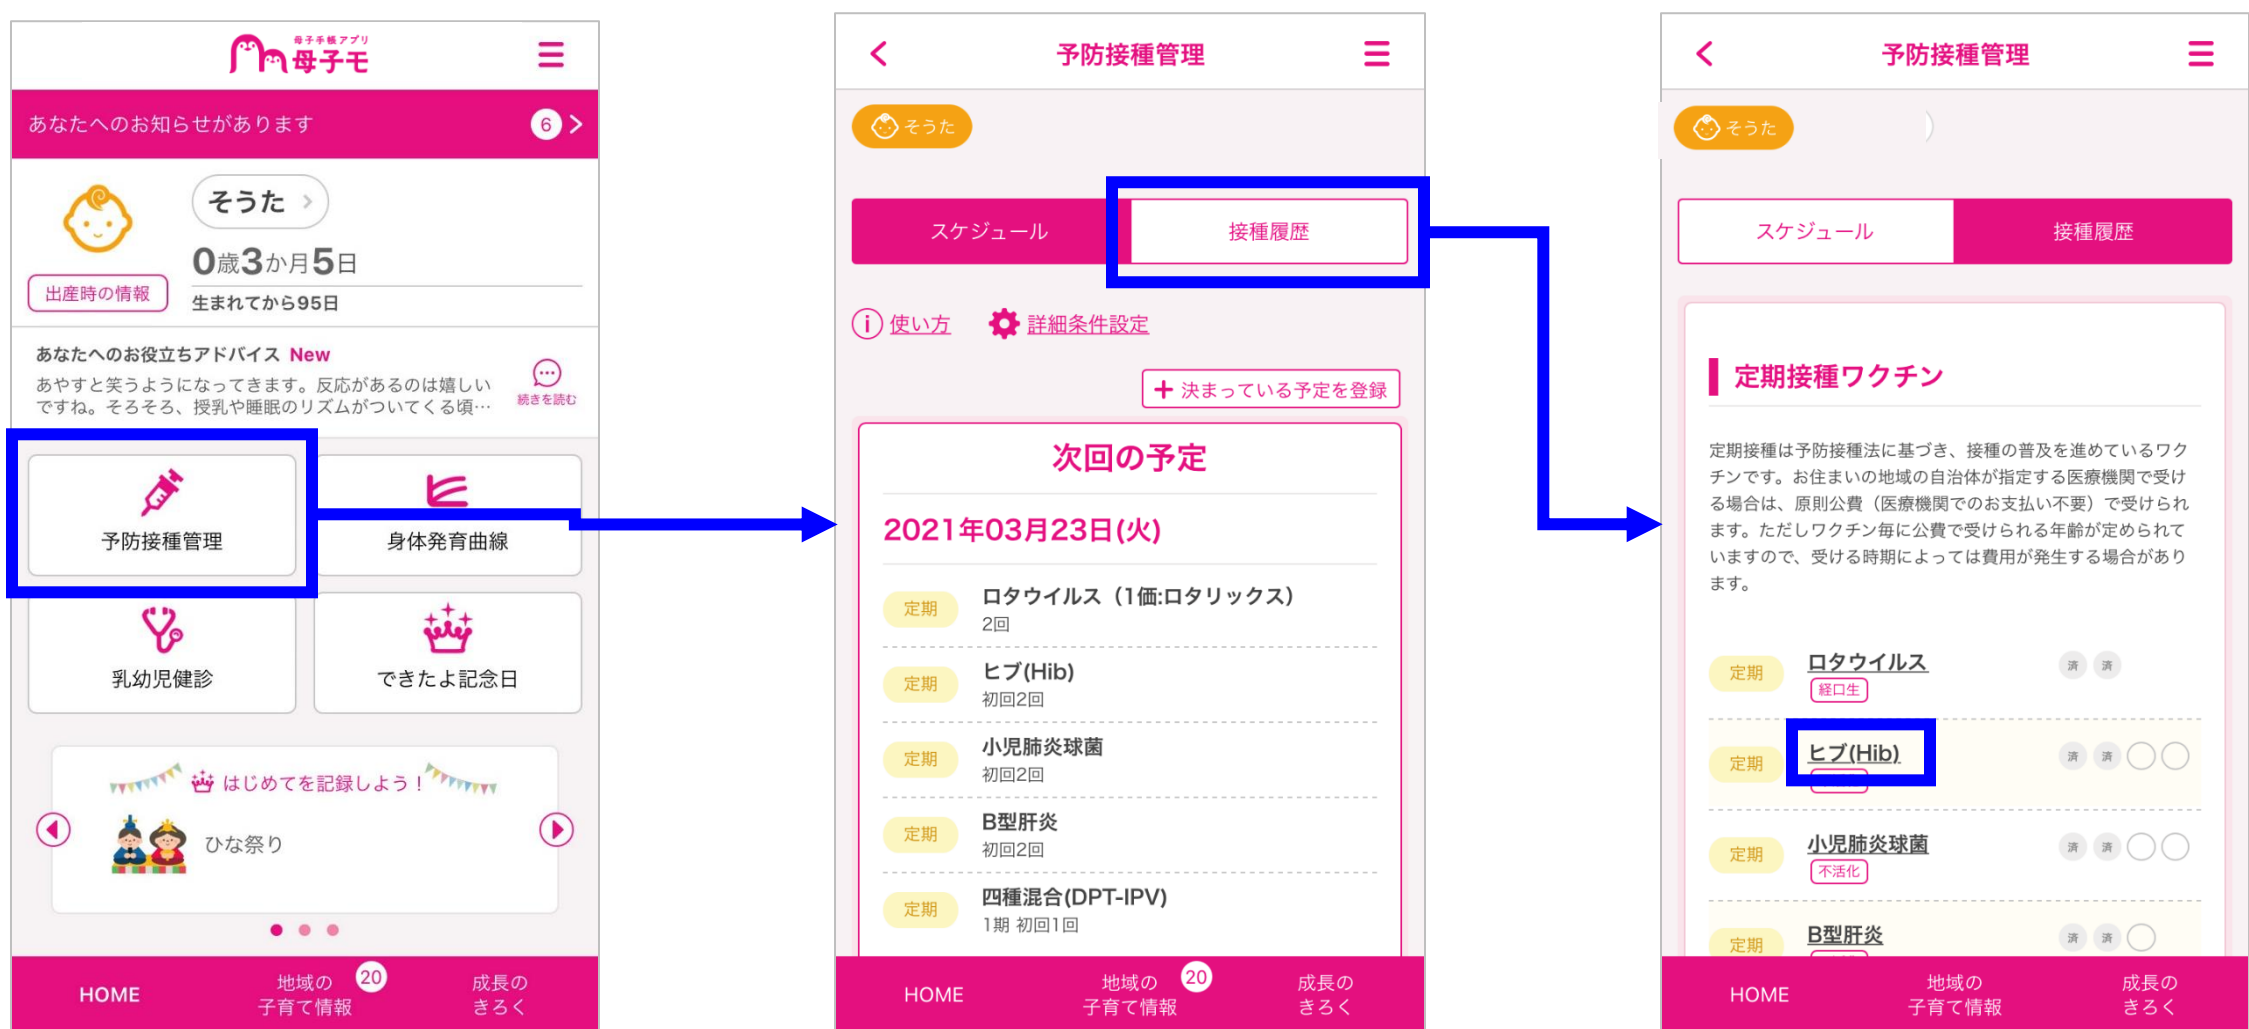 母子手帳アプリ
母子モ
あなたへのお知らせがあります
6
そうた
0歳3か月5日
出産時の情報
生まれてから95日
あなたへのお役立ちアドバイス New
あやすと笑うようになってきます。反応があるのは嬉しい
ですね。そろそろ、授乳や睡眠のリズムがついてくる頃…
続きを読む
予防接種管理
身体発育曲線
乳幼児健診
できたよ記念日
はじめてを記録しよう！
ひな祭り
HOME
地域の
子育て情報
20
成長の
きろく
予防接種管理
そうた
スケジュール
接種履歴
使い方
詳細条件設定
決まっている予定を登録
次回の予定
2021年03月23日(火)
定期
ロタウイルス（1価:ロタリックス）
2回
定期
ヒブ(Hib)
初回2回
定期
小児肺炎球菌
初回2回
定期
B型肝炎
初回2回
定期
四種混合(DPT-IPV)
1期 初回1回
HOME
地域の
子育て情報
20
成長の
きろく
予防接種管理
そうた
スケジュール
接種履歴
定期接種ワクチン
定期接種は予防接種法に基づき、接種の普及を進めているワク
チンです。お住まいの地域の自治体が指定する医療機関で受け
る場合は、原則公費（医療機関でのお支払い不要）で受けられ
ます。ただしワクチン毎に公費で受けられる年齢が定められて
いますので、受ける時期によっては費用が発生する場合があり
ます。
定期
ロタウイルス
経口生
済 済
定期
ヒブ(Hib)
済 済
定期
小児肺炎球菌
不活化
済 済
定期
B型肝炎
済 済
HOME
地域の
子育て情報
成長の
きろく